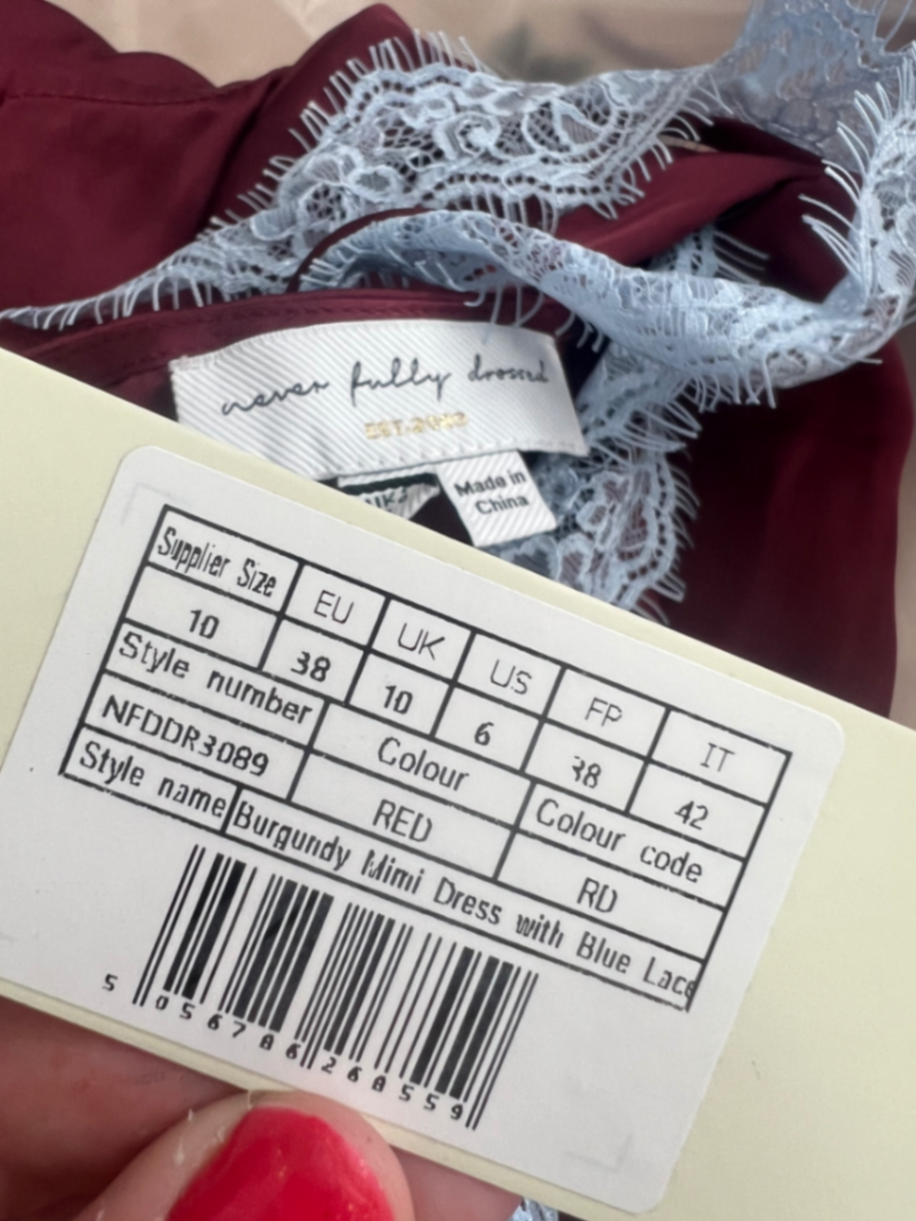 never fully dressed
Made in
China
Supplier Size EU UK US FP IT
10 38 10 6 38 42
Style number Colour Colour code
NFDDR3089 RED RD
Style name Burgundy Mimi Dress with Blue Lace
5 056786 268559